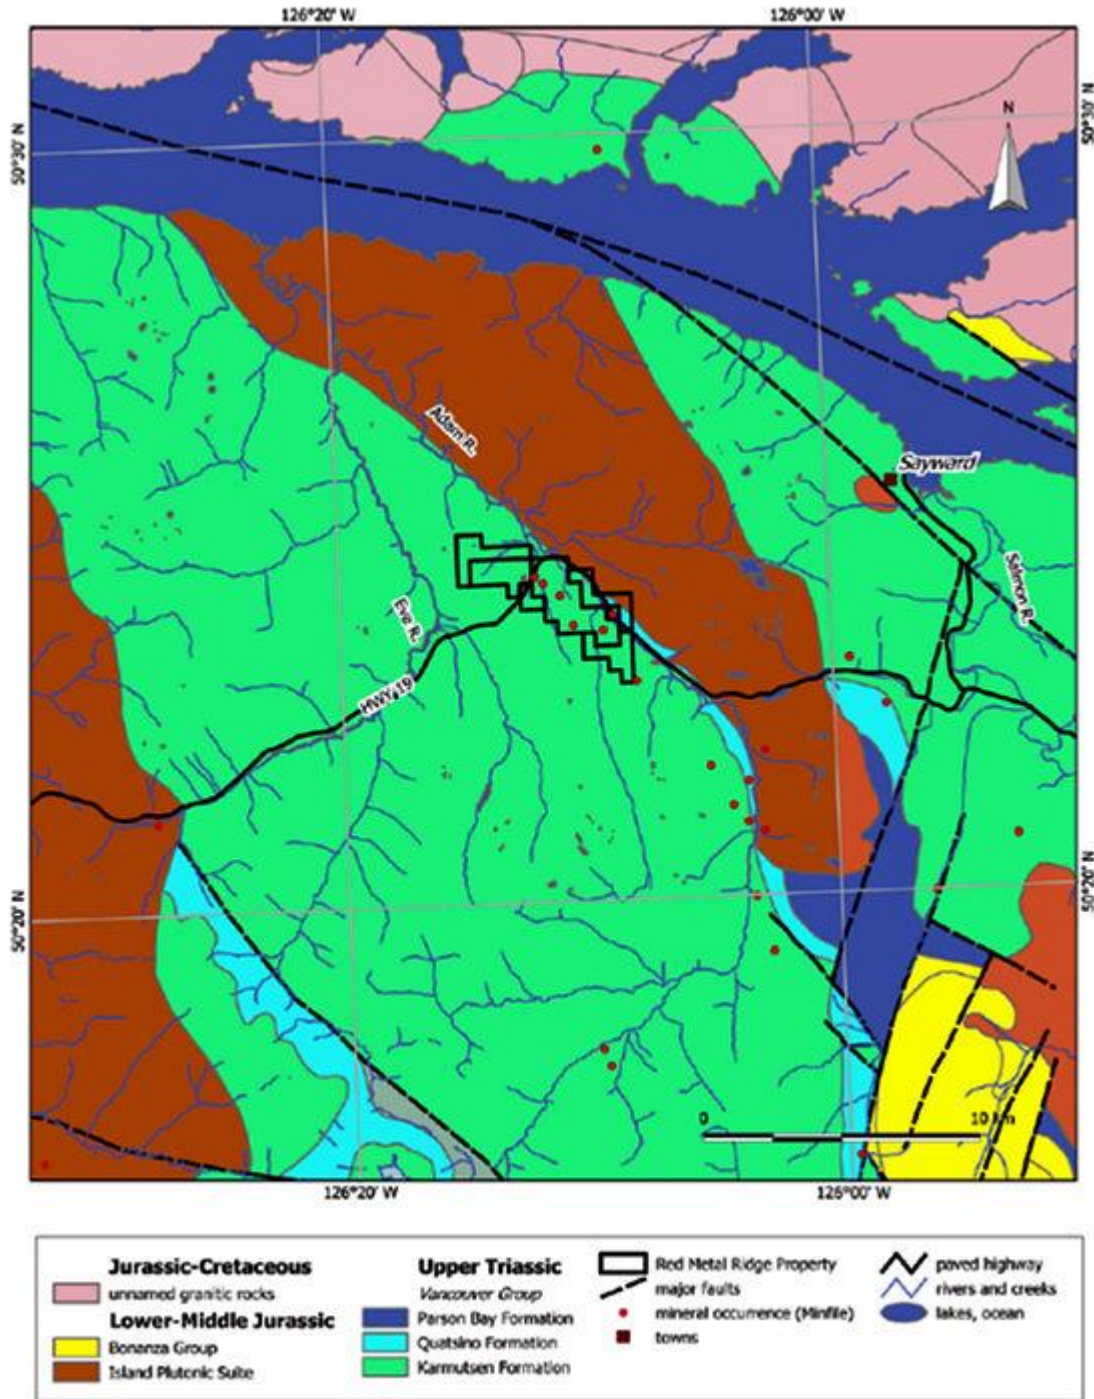 126°20' W 126°00' W
50°30' N
50°30' N
N
Adam R.
Sayward
Salmon R.
Eve R.
HWY 19
50°20' N
50°20' N
0 10 km
126°20' W 126°00' W
Jurassic-Cretaceous
unnamed granitic rocks
Lower-Middle Jurassic
Bonanza Group
Island Plutonic Suite
Upper Triassic
Vancouver Group
Parson Bay Formation
Quatsino Formation
Karmutsen Formation
Red Metal Ridge Property
major faults
mineral occurrence (Minfile)
towns
paved highway
rivers and creeks
lakes, ocean